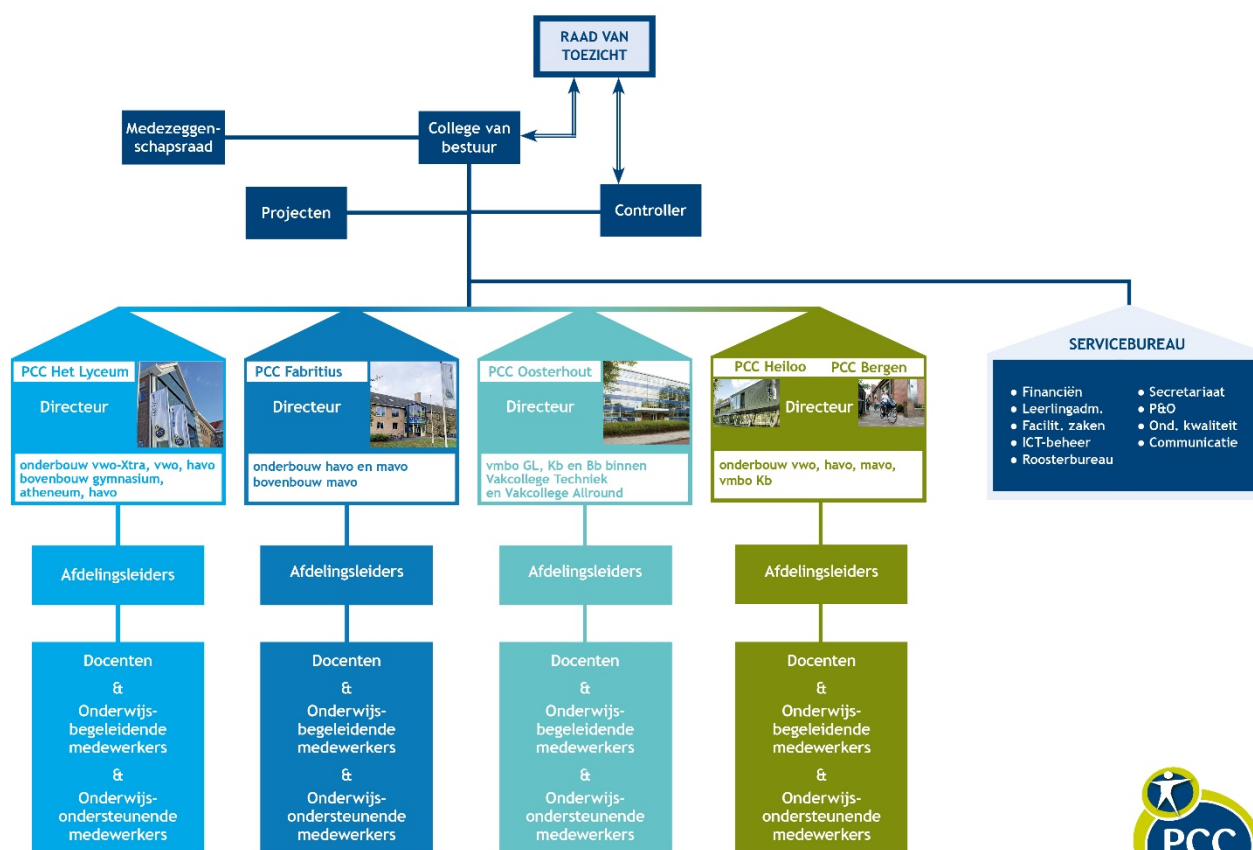 RAAD VAN
TOEZICHT
Medezeggen-
schapsraad
College van
bestuur
Projecten
Controller
PCC Het Lyceum
Directeur
onderbouw vwo-Xtra, vwo, havo
bovenbouw gymnasium,
atheneum, havo
Afdelingsleiders
Docenten
&
Onderwijs-
begeleidende
medewerkers
&
Onderwijs-
ondersteunende
medewerkers
PCC Fabritius
Directeur
onderbouw havo en mavo
bovenbouw mavo
Afdelingsleiders
Docenten
&
Onderwijs-
begeleidende
medewerkers
&
Onderwijs-
ondersteunende
medewerkers
PCC Oosterhout
Directeur
vmbo GL, Kb en Bb binnen
Vakcollege Techniek
en Vakcollege Allround
Afdelingsleiders
Docenten
&
Onderwijs-
begeleidende
medewerkers
&
Onderwijs-
ondersteunende
medewerkers
PCC Heiloo PCC Bergen
Directeur
onderbouw vwo, havo, mavo,
vmbo Kb
Afdelingsleiders
Docenten
&
Onderwijs-
begeleidende
medewerkers
&
Onderwijs-
ondersteunende
medewerkers
SERVICEBUREAU
• Financiën
• Leerlingadm.
• Facilit. zaken
• ICT-beheer
• Roosterbureau
• Secretariaat
• P&O
• Ond. kwaliteit
• Communicatie
PCC